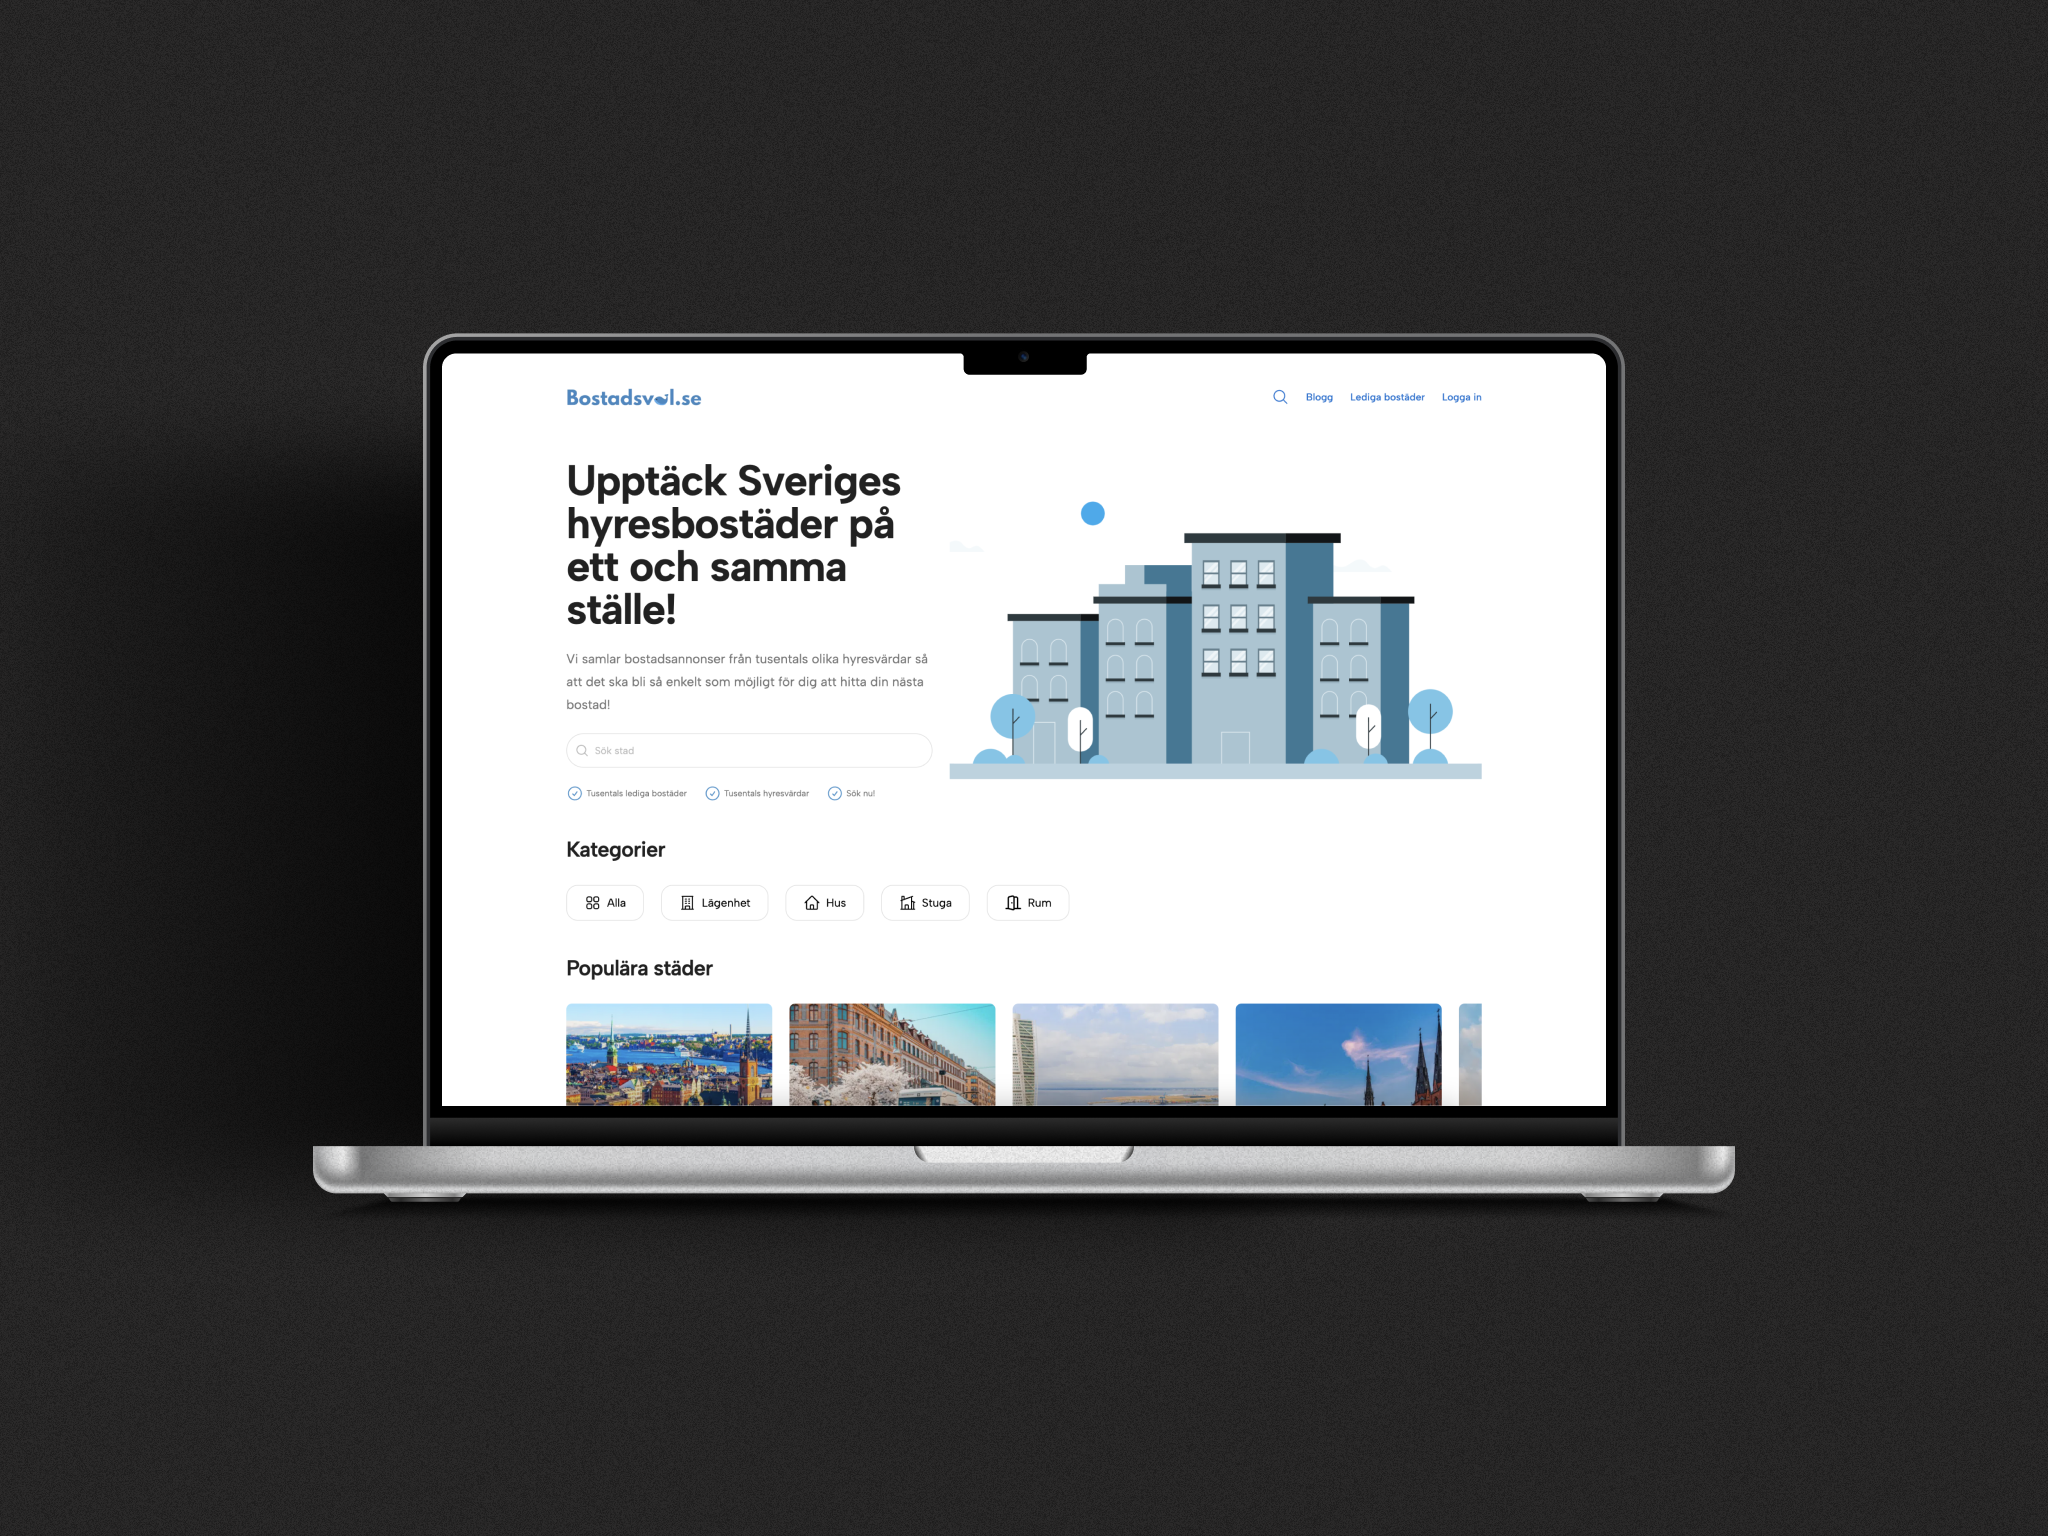 Bostadsval.se
Blogg
Lediga bostäder
Logga in
Upptäck Sveriges
hyresbostäder på
ett och samma
ställe!
Vi samlar bostadsannonser från tusentals olika hyresvärdar så
att det ska bli så enkelt som möjligt för dig att hitta din nästa
bostad!
Sök stad
Tusentals lediga bostäder
Tusentals hyresvärdar
Sök nu!
Kategorier
Alla
Lägenhet
Hus
Stuga
Rum
Populära städer